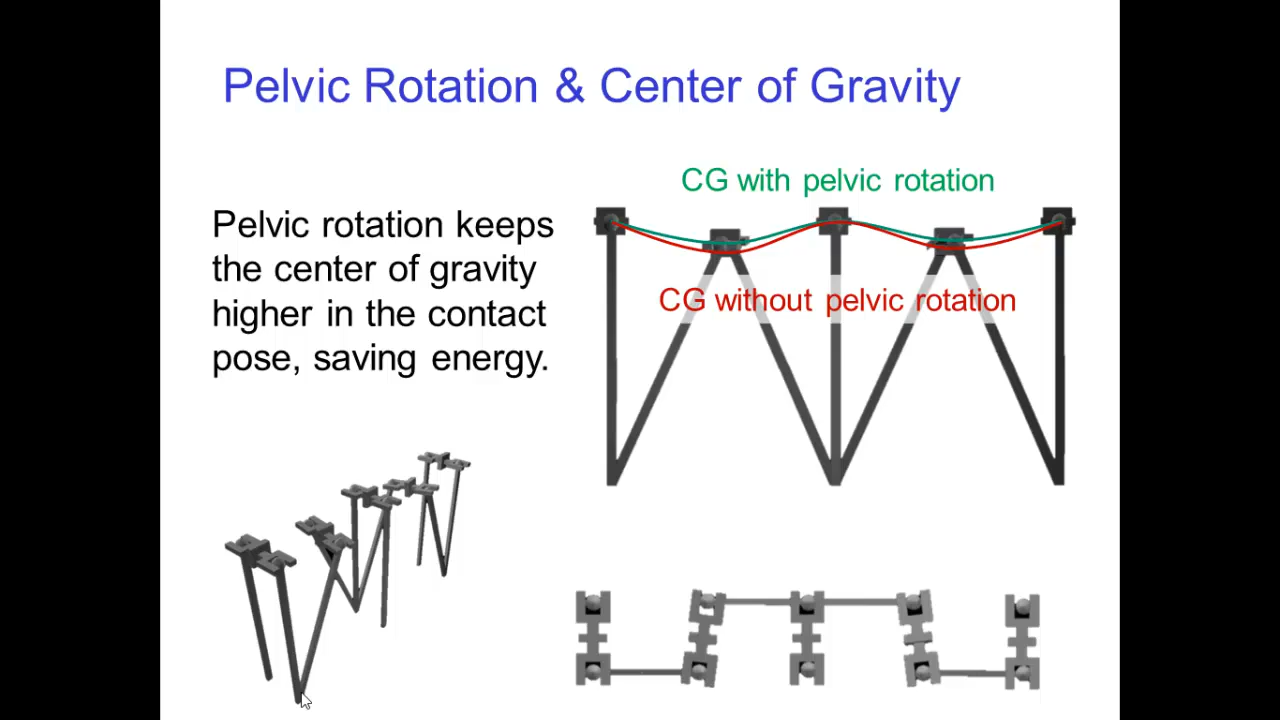 Pelvic Rotation & Center of Gravity
CG with pelvic rotation
Pelvic rotation keeps
the center of gravity
higher in the contact
pose, saving energy.
CG without pelvic rotation